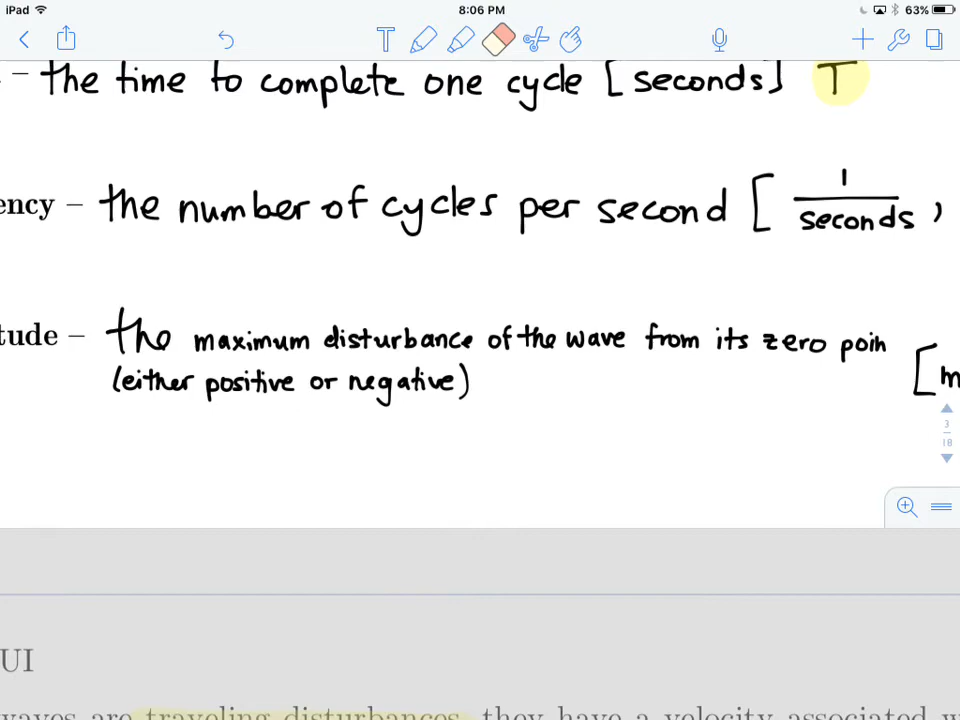 iPad 8:06 PM 63%
T
– the time to complete one cycle [seconds] T
ency – the number of cycles per second [ 1/seconds ,
tude – the maximum disturbance of the wave from its zero poin
(either positive or negative) [m
3
18
UI
waves are traveling disturbances, they have a velocity associated w